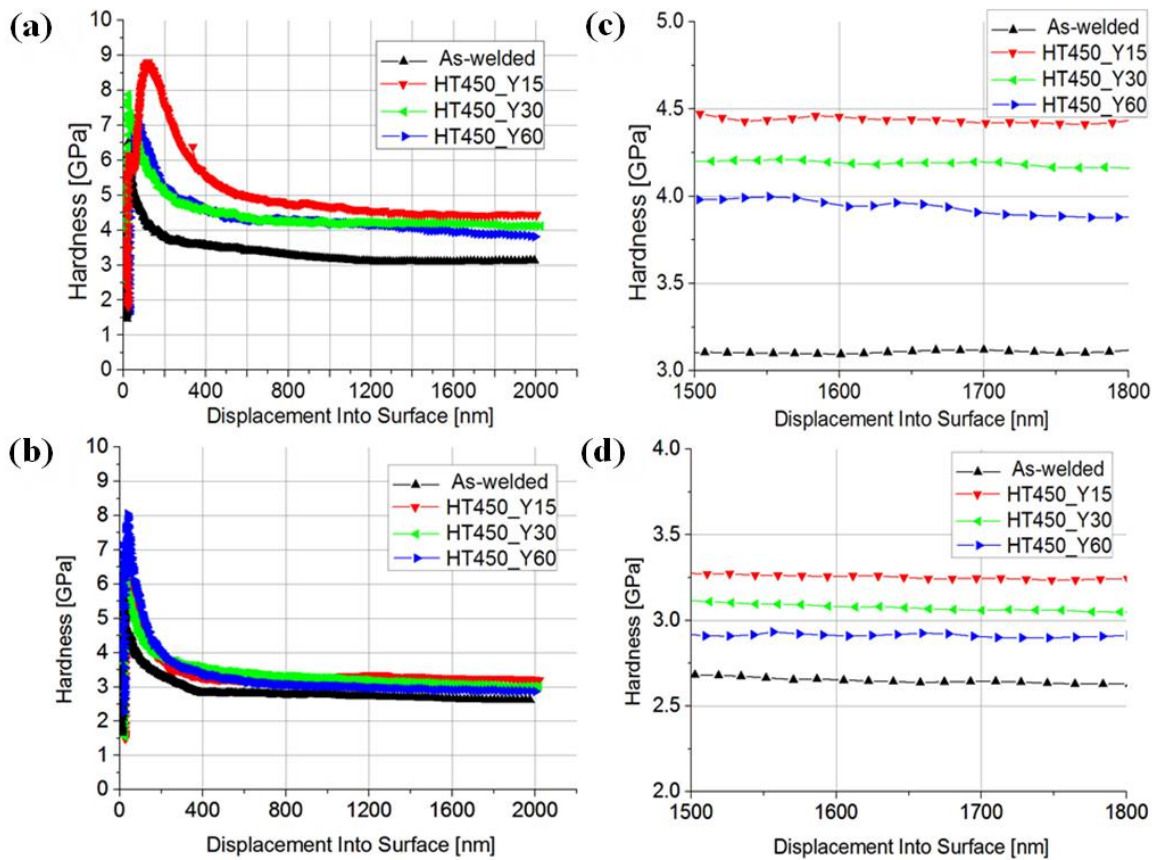 (a)
10
9
8
7
6
5
4
3
2
1
0
Hardness [GPa]
As-welded
HT450_Y15
HT450_Y30
HT450_Y60
0 400 800 1200 1600 2000
Displacement Into Surface [nm]
(c)
5.0
4.5
4.0
3.5
3.0
Hardness [GPa]
As-welded
HT450_Y15
HT450_Y30
HT450_Y60
1500 1600 1700 1800
Displacement Into Surface [nm]
(b)
10
9
8
7
6
5
4
3
2
1
0
Hardness [GPa]
As-welded
HT450_Y15
HT450_Y30
HT450_Y60
0 400 800 1200 1600 2000
Displacement Into Surface [nm]
(d)
4.0
3.5
3.0
2.5
2.0
Hardness [GPa]
As-welded
HT450_Y15
HT450_Y30
HT450_Y60
1500 1600 1700 1800
Displacement Into Surface [nm]